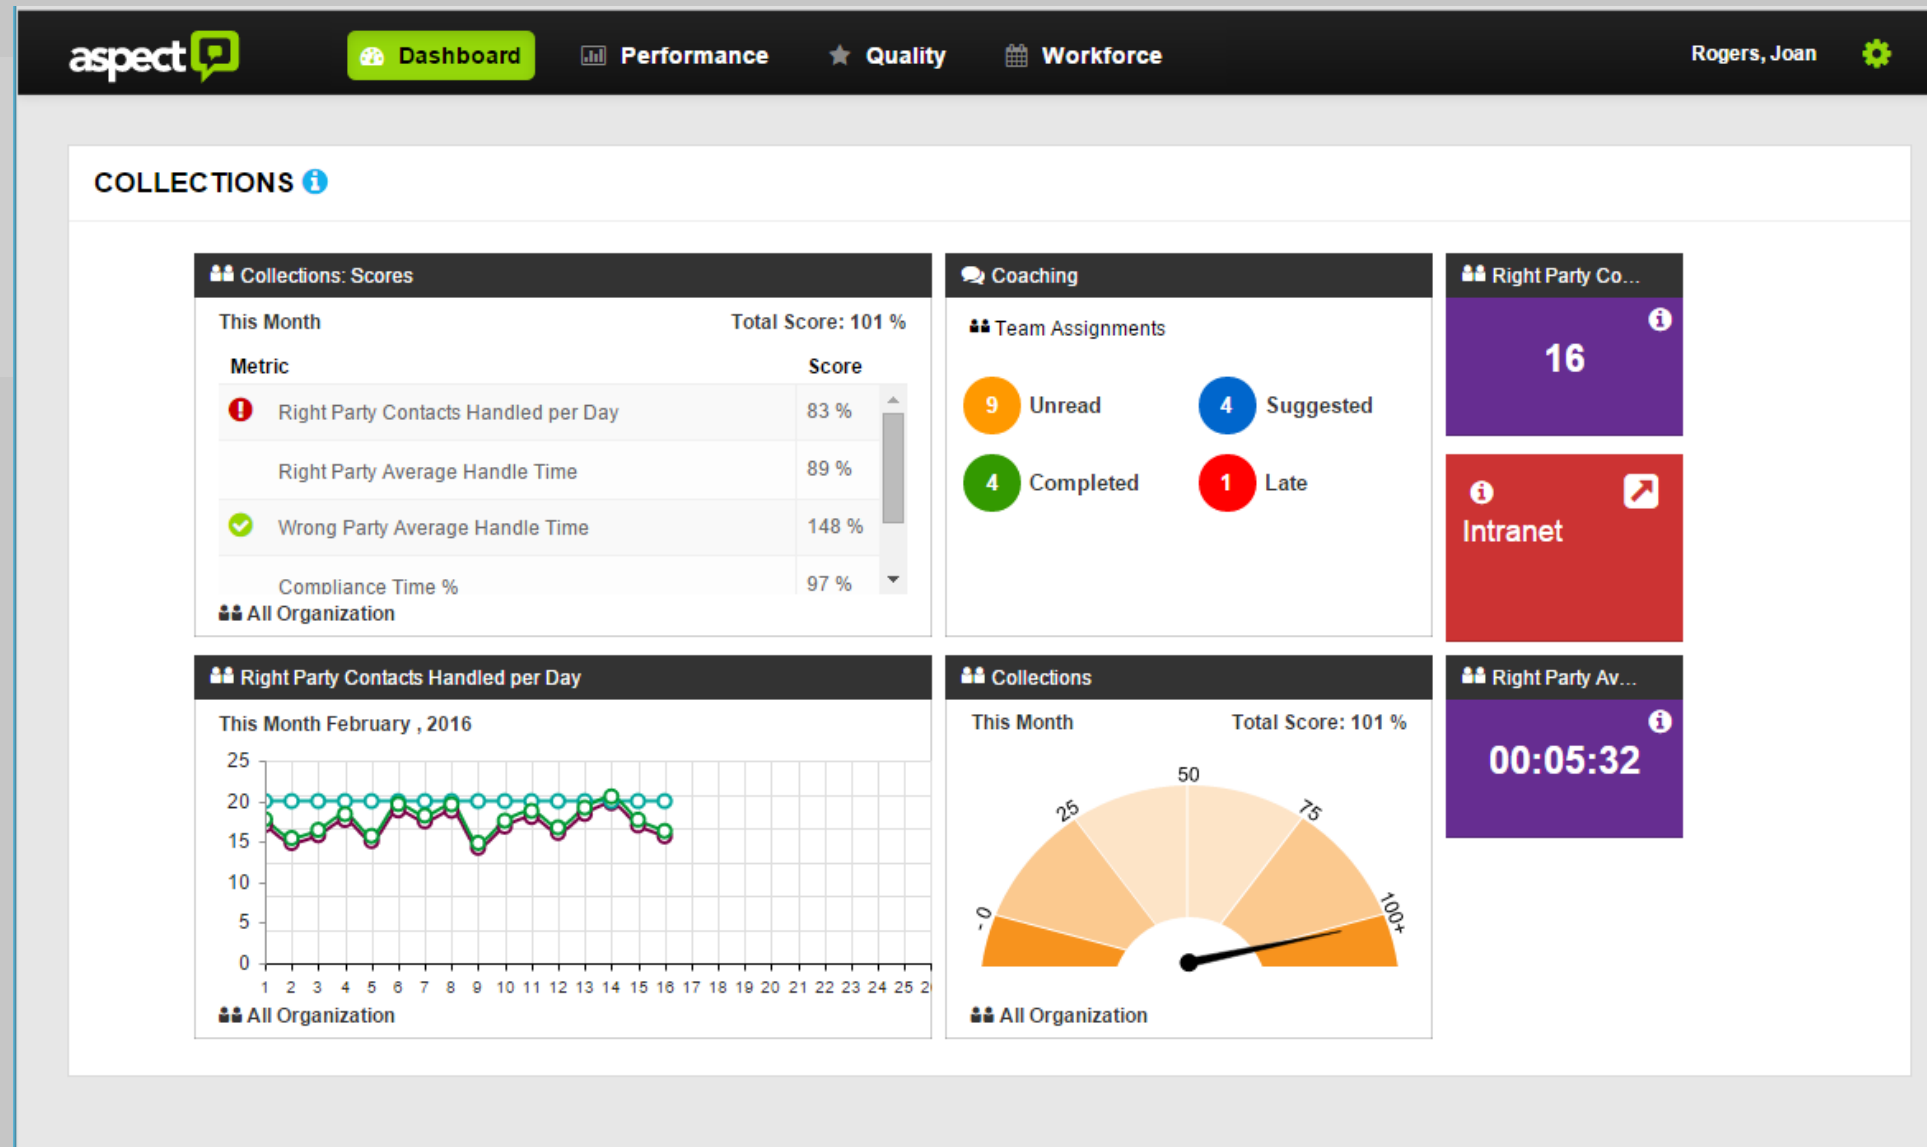 aspect
Dashboard
Performance
Quality
Workforce
Rogers, Joan
COLLECTIONS
Collections: Scores
This Month
Total Score: 101 %
Metric
Score
Right Party Contacts Handled per Day
83 %
Right Party Average Handle Time
89 %
Wrong Party Average Handle Time
148 %
Compliance Time %
97 %
All Organization
Coaching
Team Assignments
9 Unread
4 Suggested
4 Completed
1 Late
Right Party Co...
16
Intranet
Right Party Contacts Handled per Day
This Month February , 2016
25
20
15
10
5
0
1 2 3 4 5 6 7 8 9 10 11 12 13 14 15 16 17 18 19 20 21 22 23 24 25 2
All Organization
Collections
This Month
Total Score: 101 %
- 0
25
50
75
100+
All Organization
Right Party Av...
00:05:32